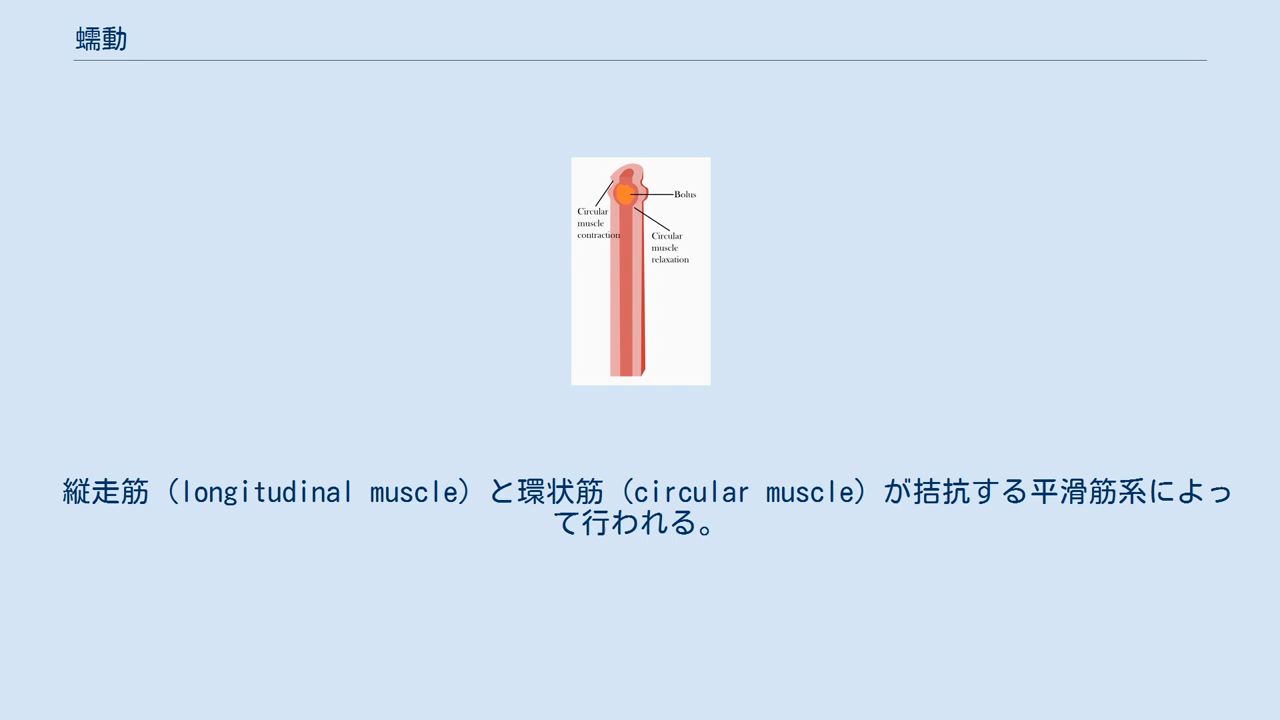 蠕動
Bolus
Circular
muscle
contraction
Circular
muscle
relaxation
縦走筋（longitudinal muscle）と環状筋（circular muscle）が拮抗する平滑筋系によっ
て行われる。